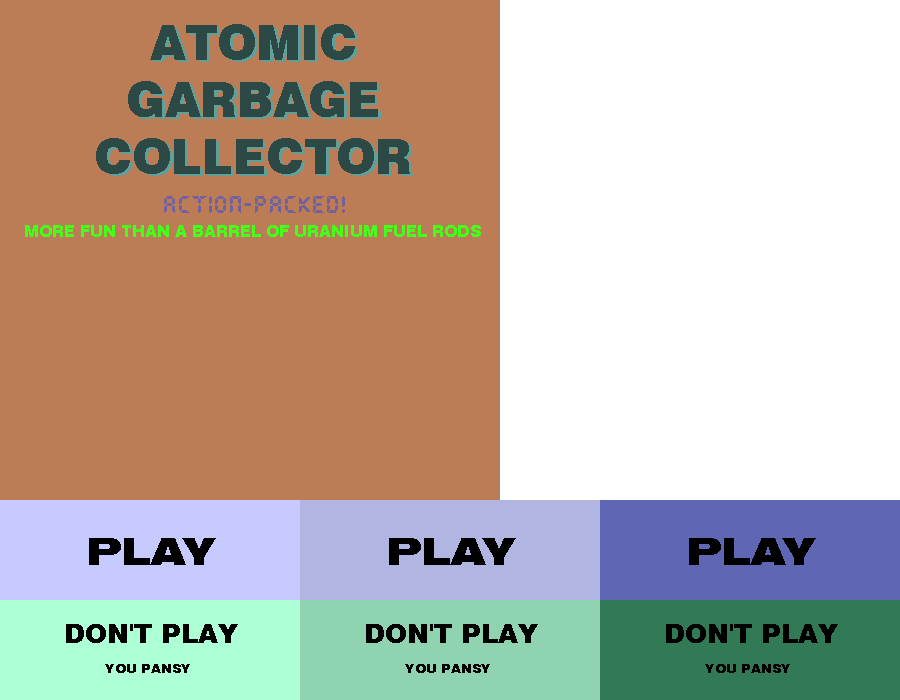 ATOMIC
GARBAGE
COLLECTOR
ACTION-PACKED!
MORE FUN THAN A BARREL OF URANIUM FUEL RODS
PLAY PLAY PLAY
DON'T PLAY DON'T PLAY DON'T PLAY
YOU PANSY YOU PANSY YOU PANSY